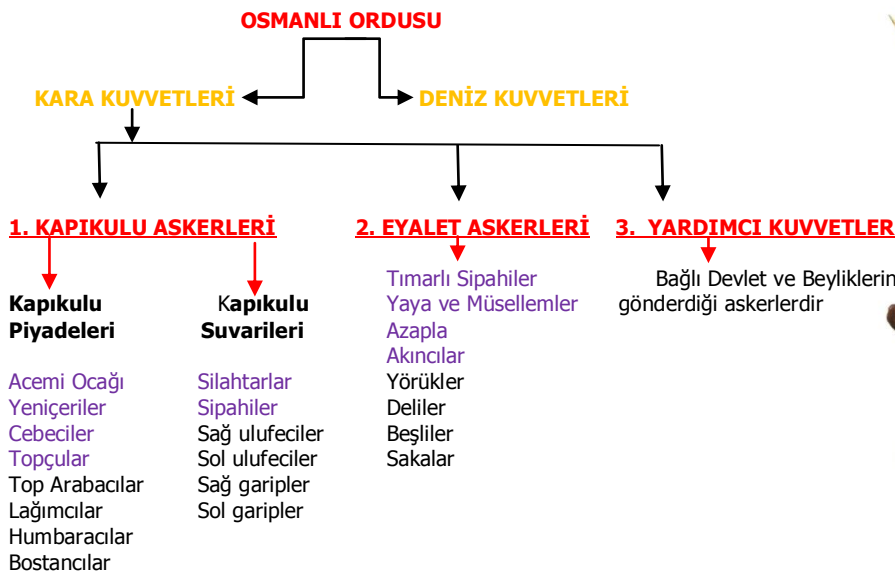 OSMANLI ORDUSU
KARA KUVVETLERİ
DENİZ KUVVETLERİ
1. KAPIKULU ASKERLERİ
Kapıkulu
Piyadeleri
Acemi Ocağı
Yeniçeriler
Cebeciler
Topçular
Top Arabacılar
Lağımcılar
Humbaracılar
Bostancılar
Kapıkulu
Suvarileri
Silahtarlar
Sipahiler
Sağ ulufeciler
Sol ulufeciler
Sağ garipler
Sol garipler
2. EYALET ASKERLERİ
Tımarlı Sipahiler
Yaya ve Müsellemler
Azapla
Akıncılar
Yörükler
Deliler
Beşliler
Sakalar
3. YARDIMCI KUVVETLER
Bağlı Devlet ve Beyliklerin
gönderdiği askerlerdir